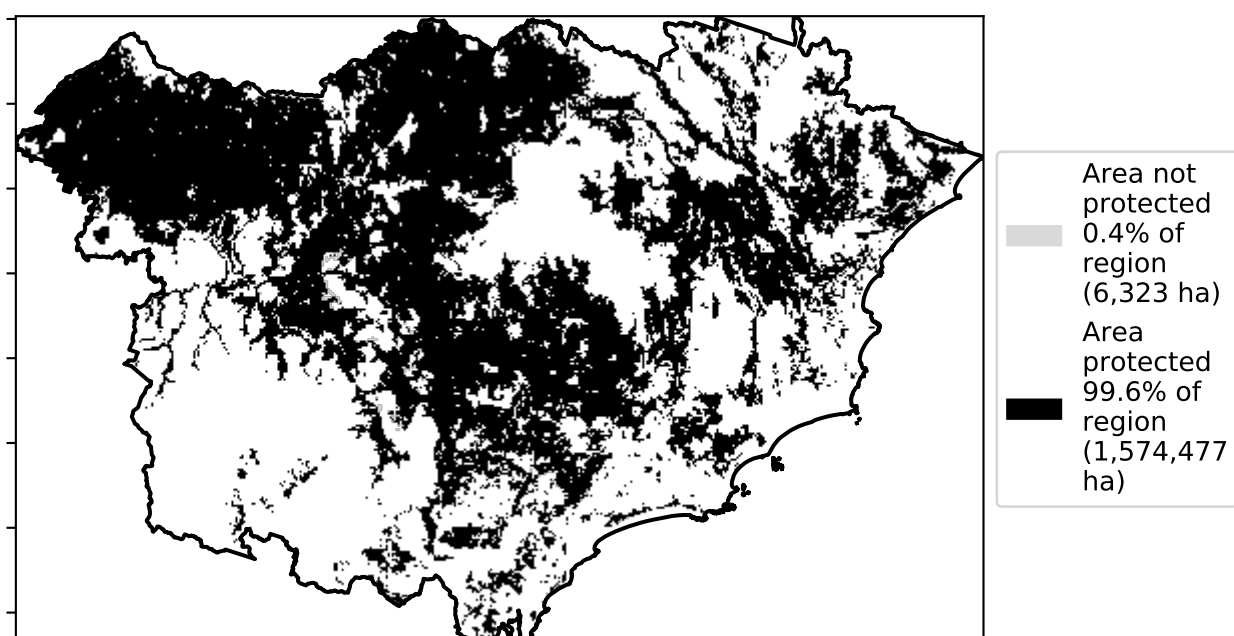 Area not
protected
0.4% of
region
(6,323 ha)
Area
protected
99.6% of
region
(1,574,477
ha)